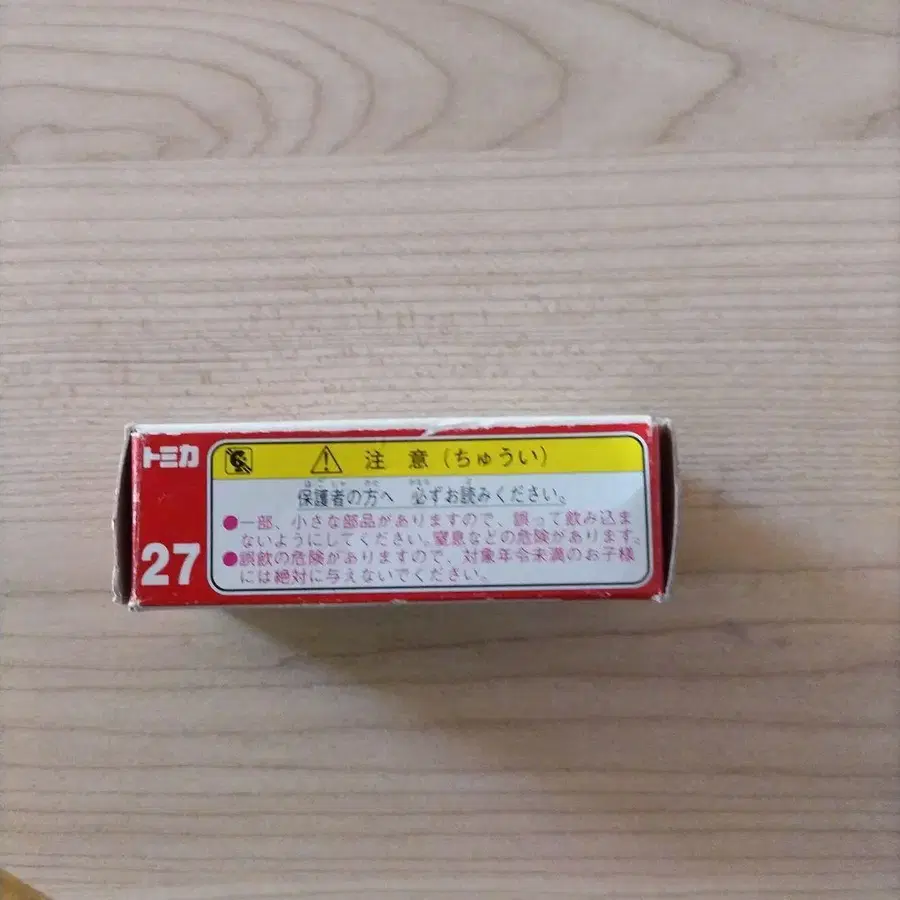 トミカ
27
注 意 (ちゅうい)
保護者の方へ 必ずお読みください。
●一部、小さな部品がありますので、誤って飲み込ま
ないようにしてください。窒息などの危険があります。
●誤飲の危険がありますので、対象年令未満のお子様
には絶対に与えないでください。